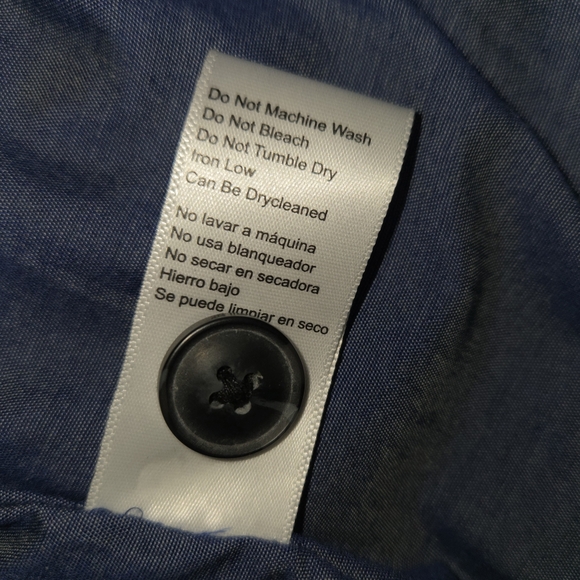 Do Not Machine Wash
Do Not Bleach
Do Not Tumble Dry
Iron Low
Can Be Drycleaned
No lavar a máquina
No usa blanqueador
No secar en secadora
Hierro bajo
Se puede limpiar en seco